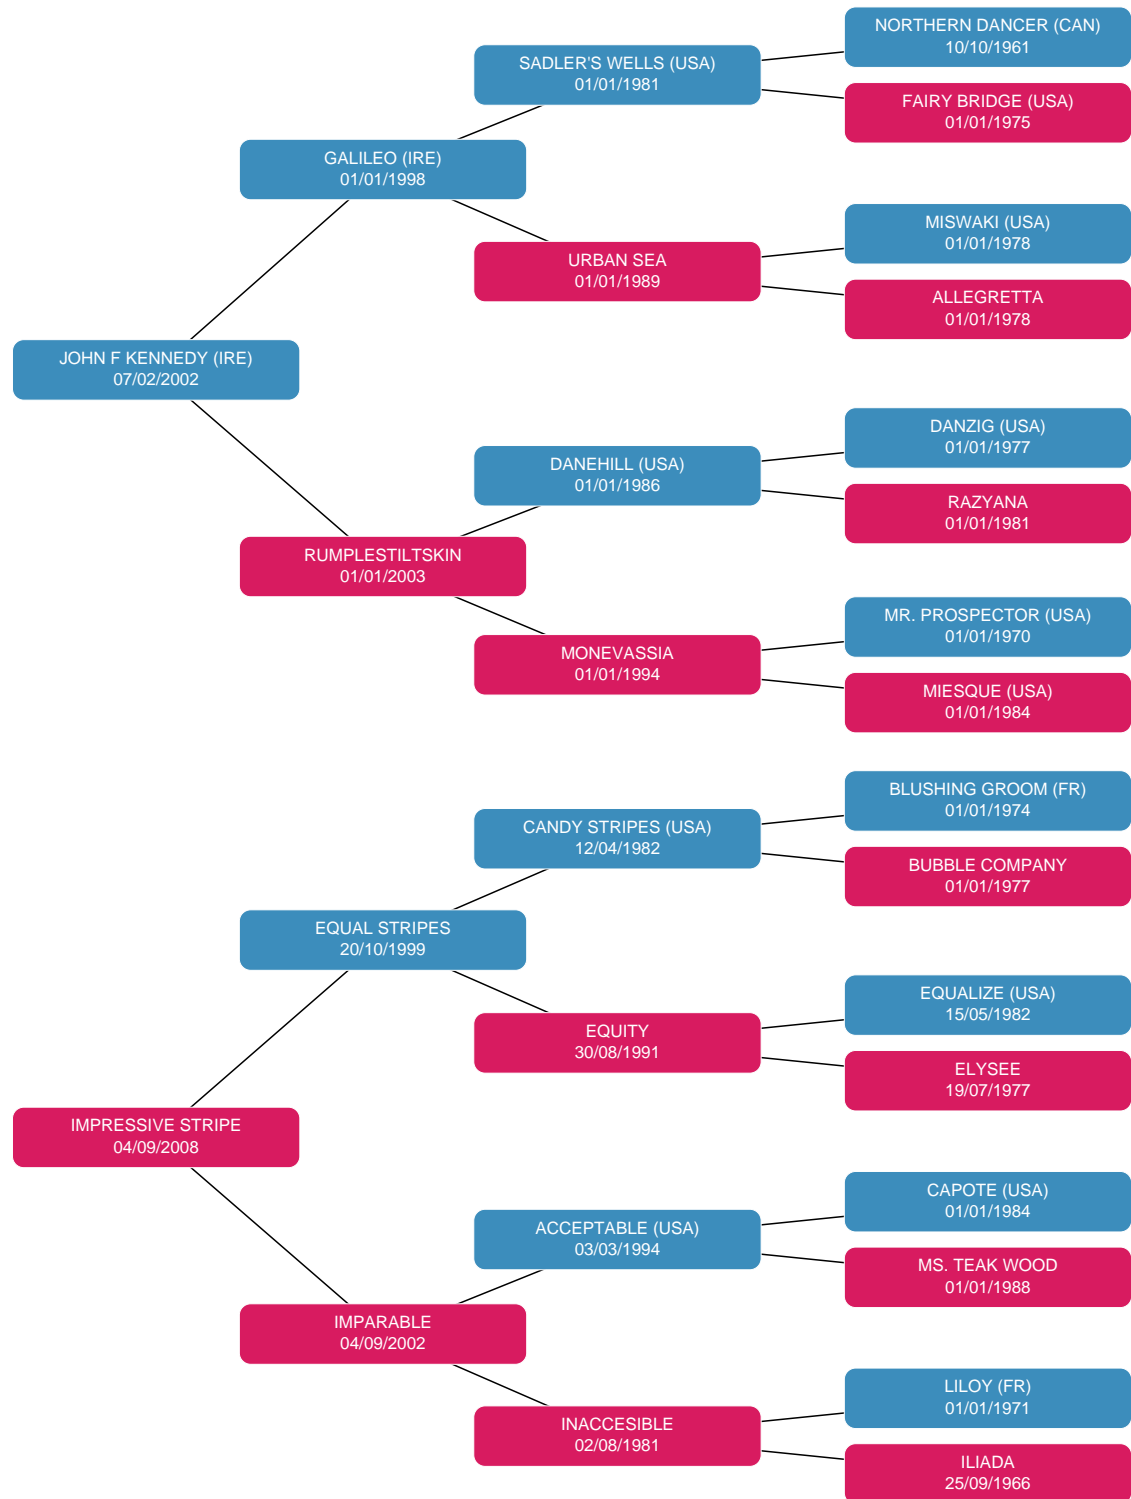 NORTHERN DANCER (CAN)
10/10/1961
SADLER'S WELLS (USA)
01/01/1981
FAIRY BRIDGE (USA)
01/01/1975
GALILEO (IRE)
01/01/1998
MISWAKI (USA)
01/01/1978
URBAN SEA
01/01/1989
ALLEGRETTA
01/01/1978
JOHN F KENNEDY (IRE)
07/02/2002
DANZIG (USA)
01/01/1977
DANEHILL (USA)
01/01/1986
RAZYANA
01/01/1981
RUMPLESTILTSKIN
01/01/2003
MR. PROSPECTOR (USA)
01/01/1970
MONEVASSIA
01/01/1994
MIESQUE (USA)
01/01/1984
BLUSHING GROOM (FR)
01/01/1974
CANDY STRIPES (USA)
12/04/1982
BUBBLE COMPANY
01/01/1977
EQUAL STRIPES
20/10/1999
EQUALIZE (USA)
15/05/1982
EQUITY
30/08/1991
ELYSEE
19/07/1977
IMPRESSIVE STRIPE
04/09/2008
CAPOTE (USA)
01/01/1984
ACCEPTABLE (USA)
03/03/1994
MS. TEAK WOOD
01/01/1988
IMPARABLE
04/09/2002
LILOY (FR)
01/01/1971
INACCESIBLE
02/08/1981
ILIADA
25/09/1966